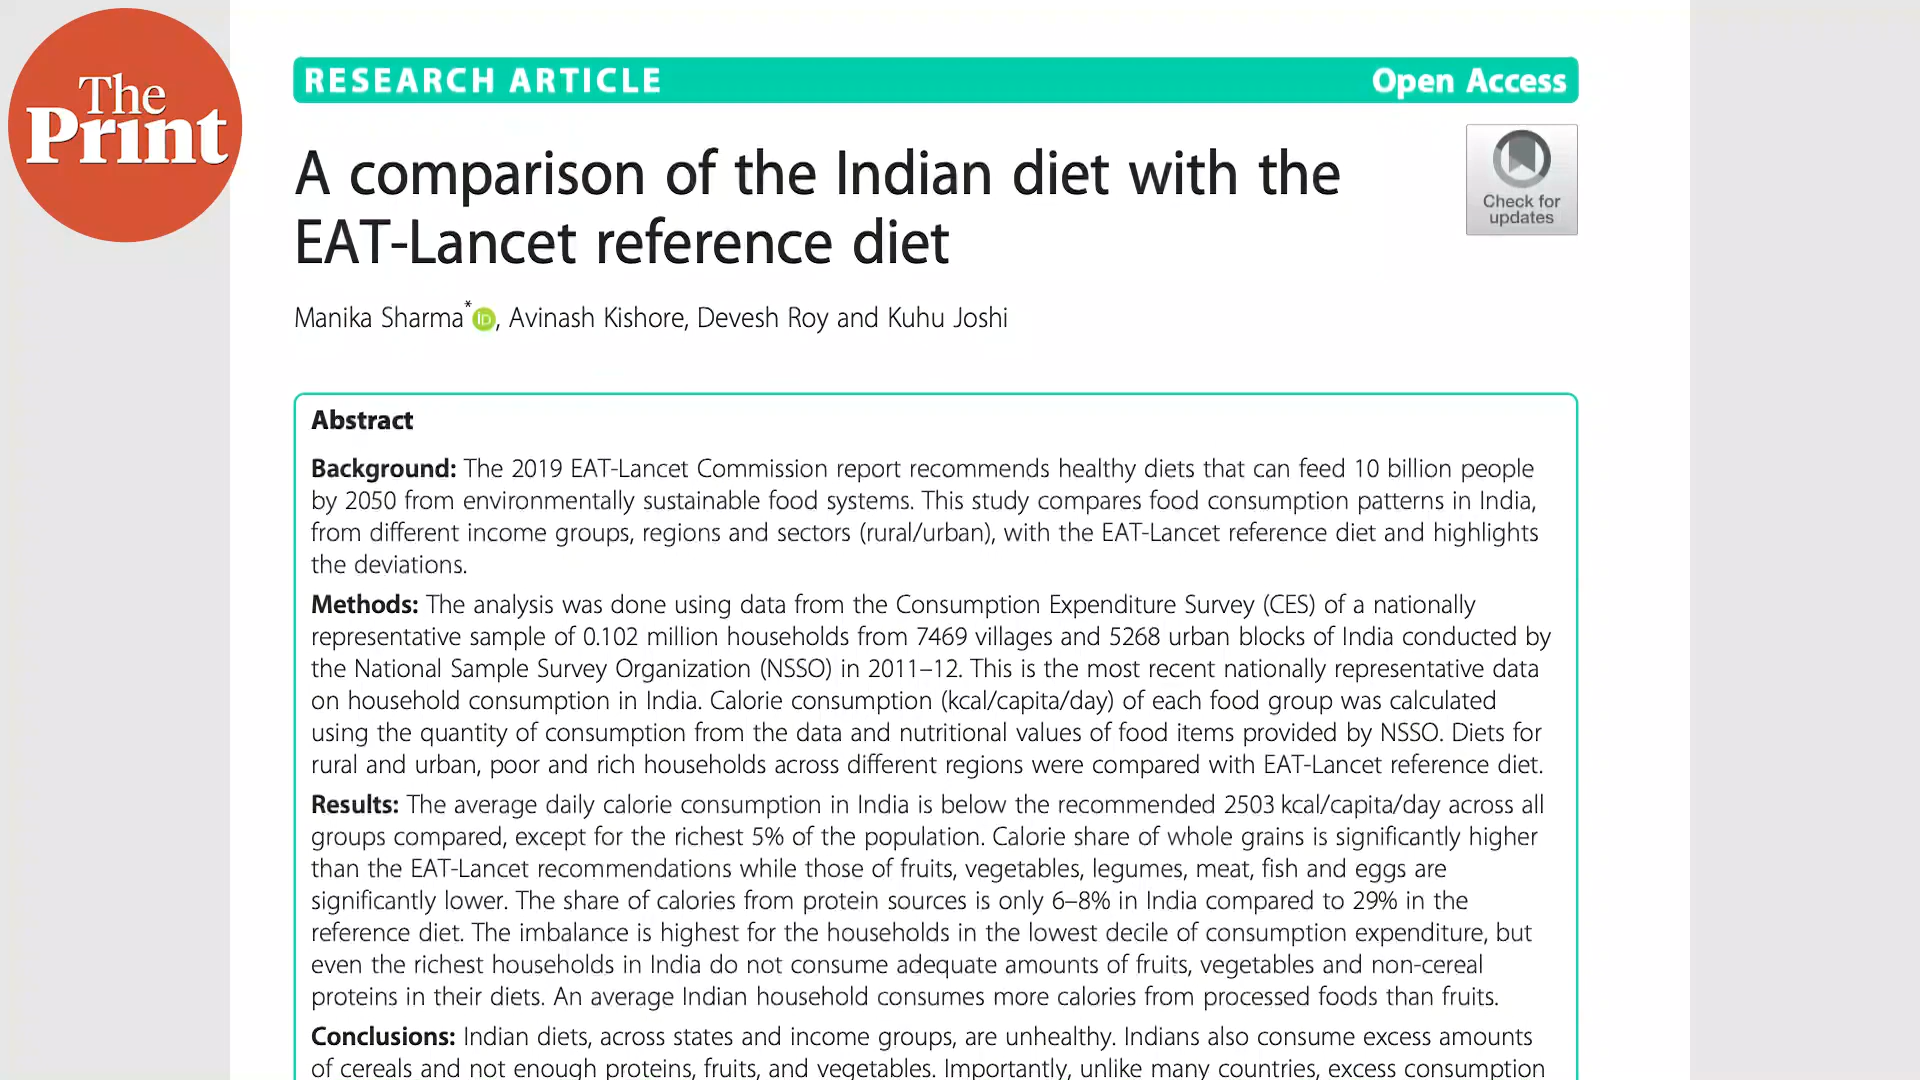 The
Print
RESEARCH ARTICLE
Open Access
A comparison of the Indian diet with the
EAT-Lancet reference diet
Check for
updates
Manika Sharma* iD, Avinash Kishore, Devesh Roy and Kuhu Joshi
Abstract
Background: The 2019 EAT-Lancet Commission report recommends healthy diets that can feed 10 billion people
by 2050 from environmentally sustainable food systems. This study compares food consumption patterns in India,
from different income groups, regions and sectors (rural/urban), with the EAT-Lancet reference diet and highlights
the deviations.
Methods: The analysis was done using data from the Consumption Expenditure Survey (CES) of a nationally
representative sample of 0.102 million households from 7469 villages and 5268 urban blocks of India conducted by
the National Sample Survey Organization (NSSO) in 2011–12. This is the most recent nationally representative data
on household consumption in India. Calorie consumption (kcal/capita/day) of each food group was calculated
using the quantity of consumption from the data and nutritional values of food items provided by NSSO. Diets for
rural and urban, poor and rich households across different regions were compared with EAT-Lancet reference diet.
Results: The average daily calorie consumption in India is below the recommended 2503 kcal/capita/day across all
groups compared, except for the richest 5% of the population. Calorie share of whole grains is significantly higher
than the EAT-Lancet recommendations while those of fruits, vegetables, legumes, meat, fish and eggs are
significantly lower. The share of calories from protein sources is only 6–8% in India compared to 29% in the
reference diet. The imbalance is highest for the households in the lowest decile of consumption expenditure, but
even the richest households in India do not consume adequate amounts of fruits, vegetables and non-cereal
proteins in their diets. An average Indian household consumes more calories from processed foods than fruits.
Conclusions: Indian diets, across states and income groups, are unhealthy. Indians also consume excess amounts
of cereals and not enough proteins, fruits, and vegetables. Importantly, unlike many countries, excess consumption